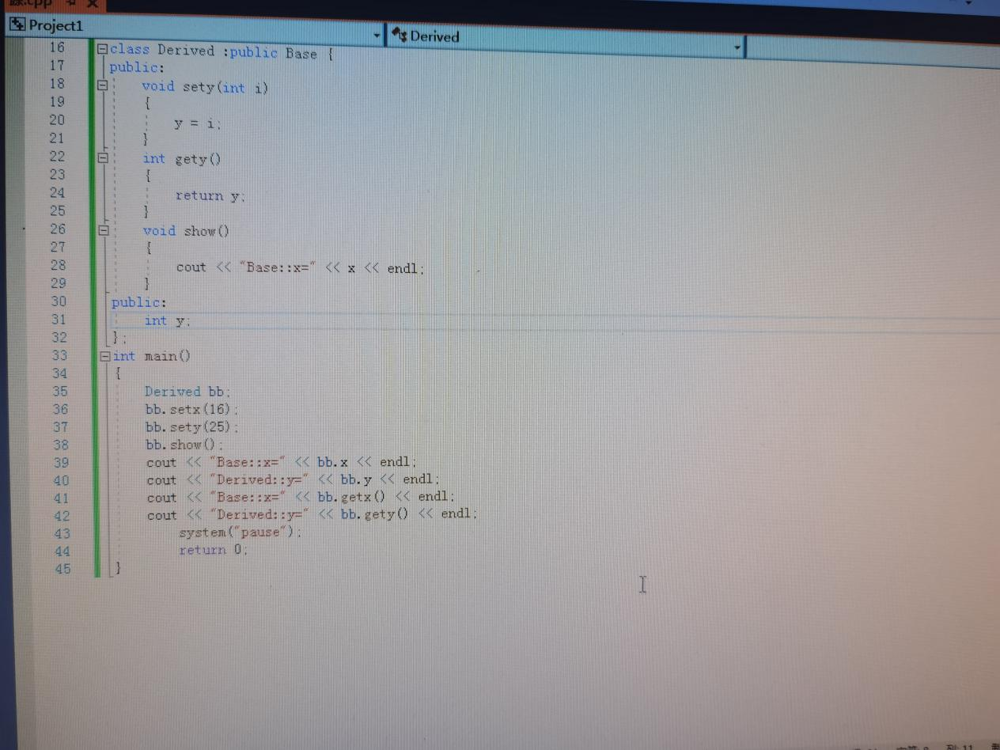 源.cpp
Project1
Derived
16 class Derived :public Base {
17 public:
18 void sety(int i)
19 {
20 y = i;
21 }
22 int gety()
23 {
24 return y;
25 }
26 void show()
27 {
28 cout << "Base::x=" << x << endl;
29 }
30 public:
31 int y;
32 };
33 int main()
34 {
35 Derived bb;
36 bb.setx(16);
37 bb.sety(25);
38 bb.show();
39 cout << "Base::x=" << bb.x << endl;
40 cout << "Derived::y=" << bb.y << endl;
41 cout << "Base::x=" << bb.getx() << endl;
42 cout << "Derived::y=" << bb.gety() << endl;
43 system("pause");
44 return 0;
45 }